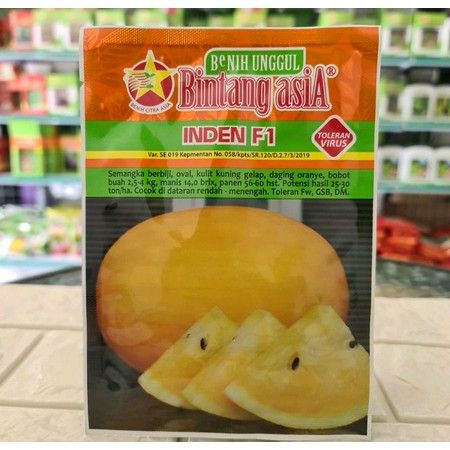 BeNIH UNGGUL
Bintang asiA®
BENIH CITRA ASIA
INDEN F1
TOLERAN
VIRUS
Var. SE 019 Kepmentan No. 058/kpts/SR.120/D.2.7/3/2019
Semangka berbiji, oval, kulit kuning gelap, daging oranye, bobot
buah 2,5-4 kg, manis 14,0 brix, panen 56-60 hst. Potensi hasil 25-30
ton/ha. Cocok di dataran rendah - menengah. Toleran Fw, GSB, DM.